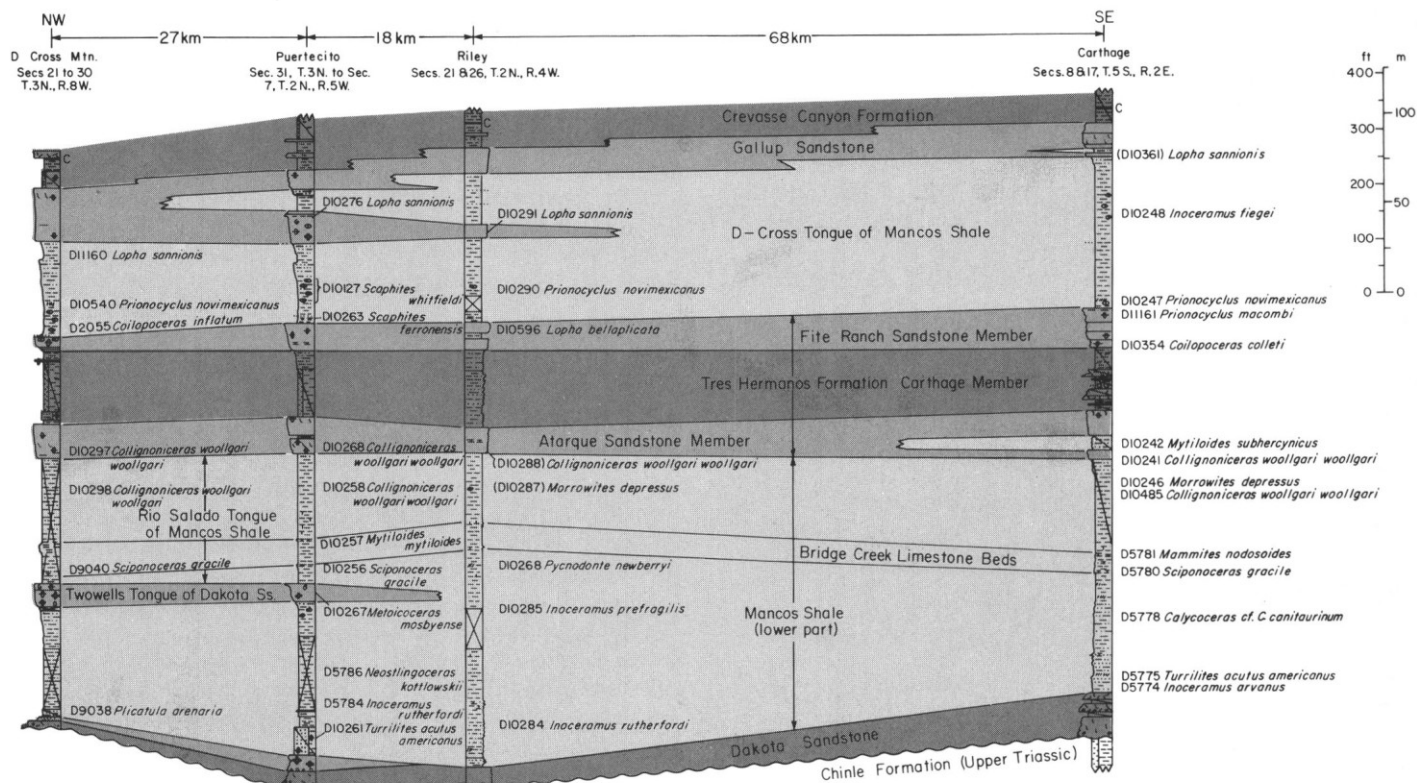 NW
SE
27km
18km
68km
D Cross Mtn.
Secs 21 to 30
T.3N., R.8W.
Puertecito
Sec. 31, T.3N. to Sec.
7, T.2N., R.5W.
Riley
Secs. 21 & 26, T.2N., R.4W.
Carthage
Secs. 8 & 17, T.5 S., R.2E.
ft m
400
300
200
100
0
100
50
0
C
C
C
Crevasse Canyon Formation
Gallup Sandstone
(D10361) Lopha sannionis
D10276 Lopha sannionis
D10291 Lopha sannionis
D10248 Inoceramus fiegei
D-Cross Tongue of Mancos Shale
D11160 Lopha sannionis
D10127 Scaphites
whitfieldi
D10290 Prionocyclus novimexicanus
D10540 Prionocyclus novimexicanus
D10247 Prionocyclus novimexicanus
D10263 Scaphites
ferronensis
D11161 Prionocyclus macombi
D2055 Coilopoceras inflatum
D10596 Lopha bellaplicata
Fite Ranch Sandstone Member
D10354 Coilopoceras colleti
Tres Hermanos Formation Carthage Member
Atarque Sandstone Member
D10297 Collignoniceras woollgari
woollgari
D10268 Collignoniceras
woollgari woollgari
(D10288) Collignoniceras woollgari woollgari
D10242 Mytiloides subhercynicus
D10241 Collignoniceras woollgari woollgari
D10298 Collignoniceras woollgari
woollgari
D10258 Collignoniceras
woollgari woollgari
(D10287) Morrowites depressus
D10246 Morrowites depressus
D10485 Collignoniceras woollgari woollgari
Rio Salado Tongue
of Mancos Shale
D10257 Mytiloides
mytiloides
Bridge Creek Limestone Beds
D5781 Mammites nodosoides
D9040 Sciponoceras gracile
D10256 Sciponoceras
gracile
D10268 Pycnodonte newberryi
D5780 Sciponoceras gracile
Twowells Tongue of Dakota Ss.
D10267 Metoicoceras
mosbyense
D10285 Inoceramus prefragilis
Mancos Shale
(lower part)
D5778 Calycoceras cf. C canitaurinum
D5786 Neostlingoceras
kottlowskii
D5775 Turrilites acutus americanus
D5774 Inoceramus arvanus
D9038 Plicatula arenaria
D5784 Inoceramus
rutherfordi
D10261 Turrilites acutus
americanus
D10284 Inoceramus rutherfordi
Dakota Sandstone
Chinle Formation (Upper Triassic)